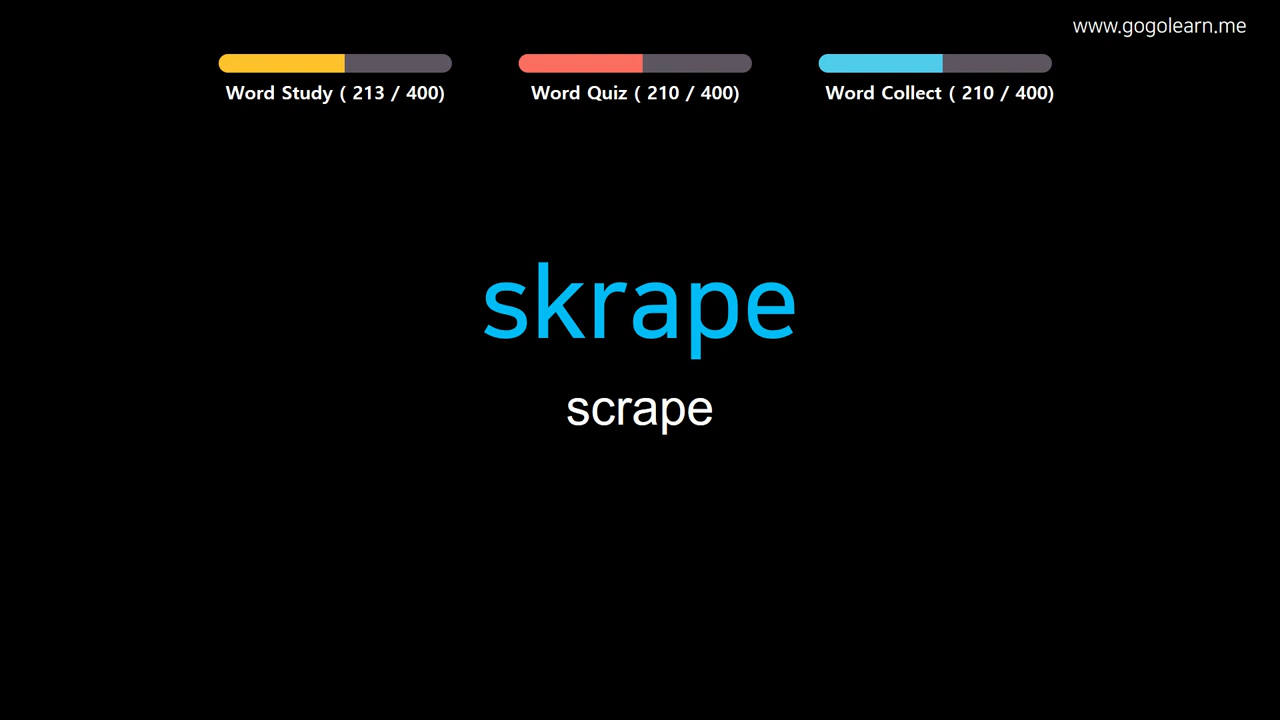 www.gogolearn.me
Word Study ( 213 / 400)
Word Quiz ( 210 / 400)
Word Collect ( 210 / 400)
skrape
scrape